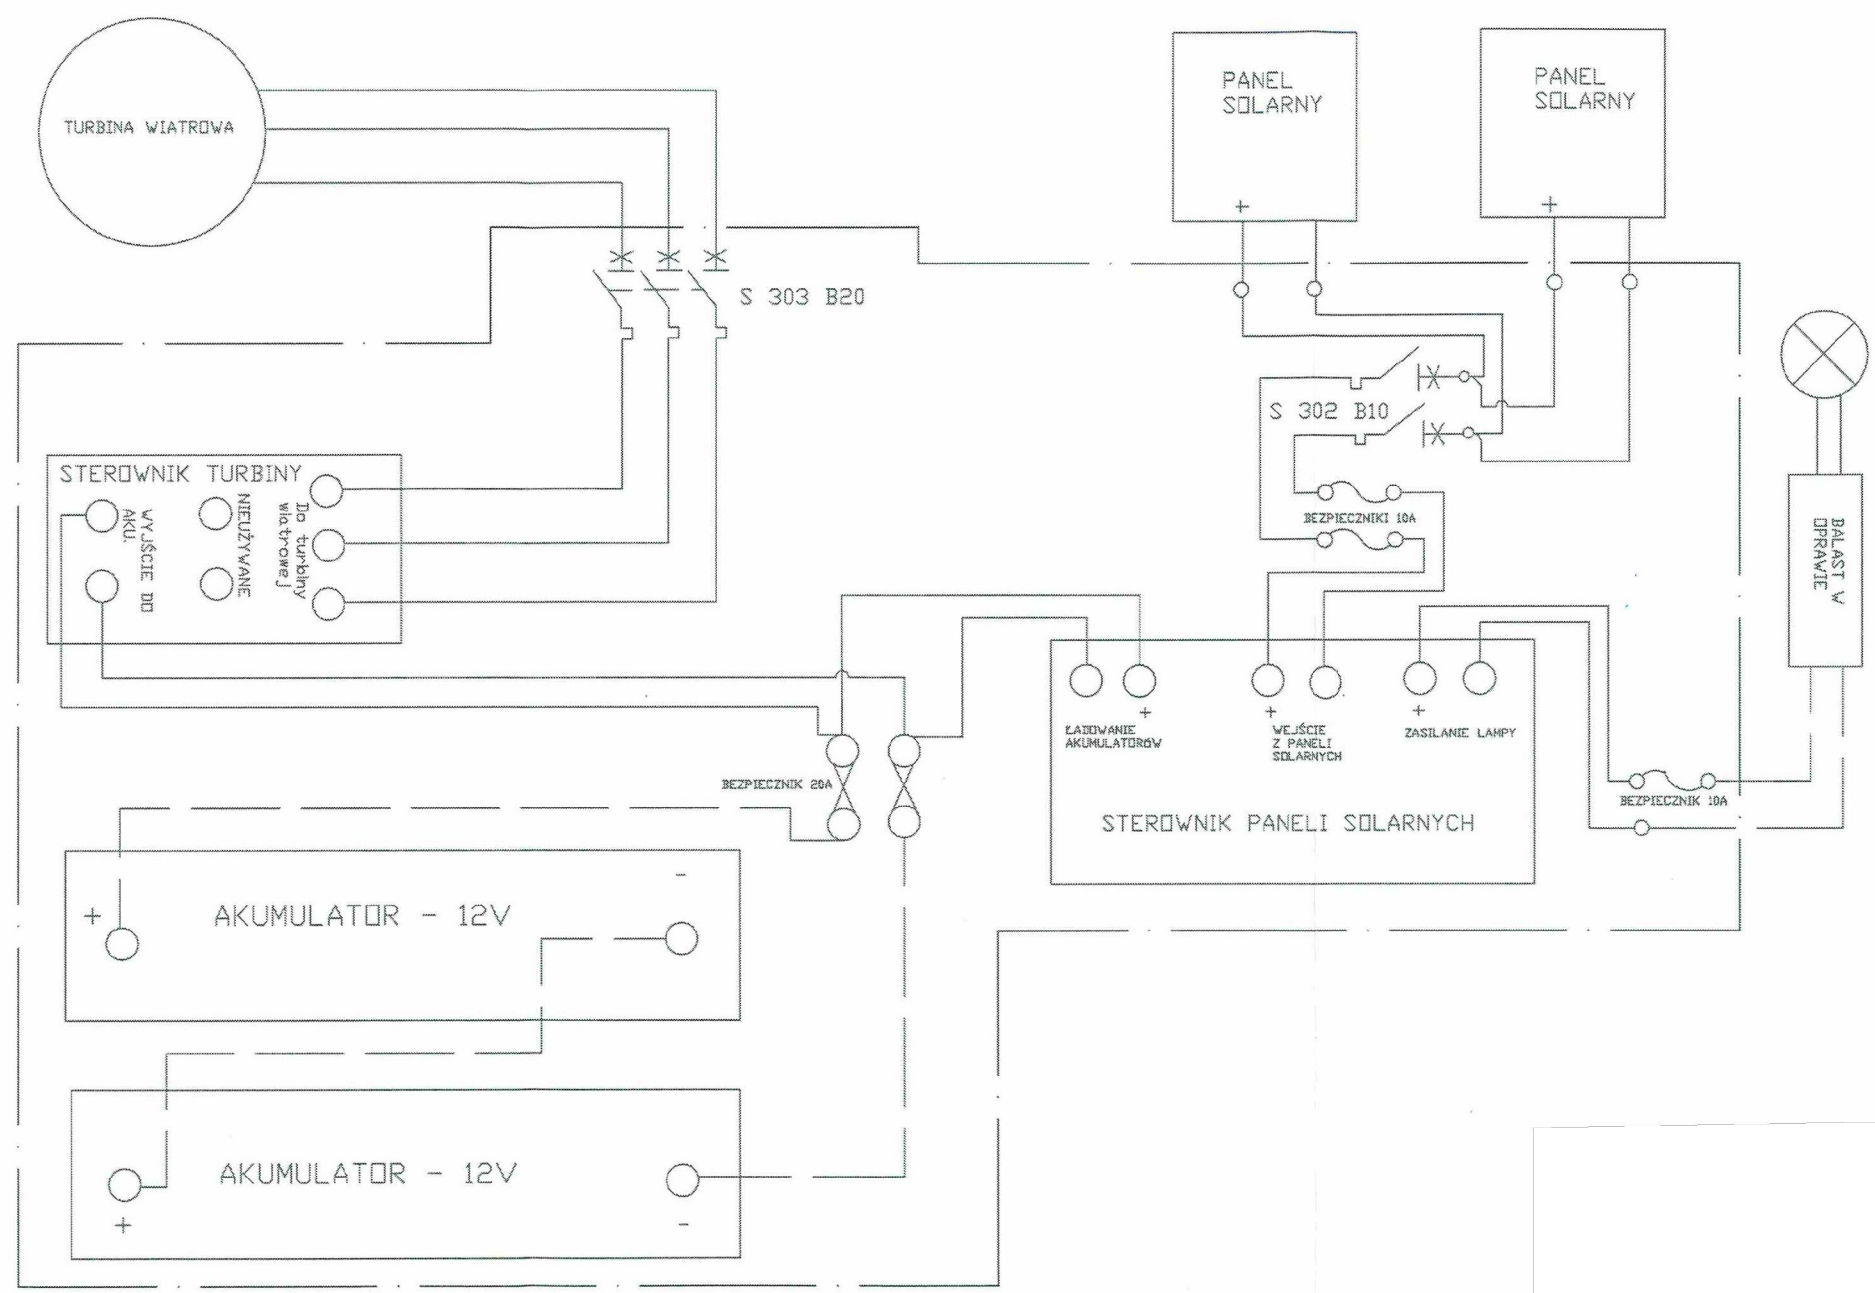 TURBINA WIATROWA
PANEL
SOLARNY
+
PANEL
SOLARNY
+
S 303 B20
S 302 B10
STEROWNIK TURBINY
WYJŚCIE DO
AKU.
NIEUŻYWANE
Do turbiny
wiatrowej
BEZPIECZNIKI 10A
BALAST W
OPRAWIE
+
ŁADOWANIE
AKUMULATORÓW
+
WEJŚCIE
Z PANELI
SOLARNYCH
+
ZASILANIE LAMPY
BEZPIECZNIK 20A
BEZPIECZNIK 10A
STEROWNIK PANELI SOLARNYCH
-
+
AKUMULATOR - 12V
AKUMULATOR - 12V
+
-